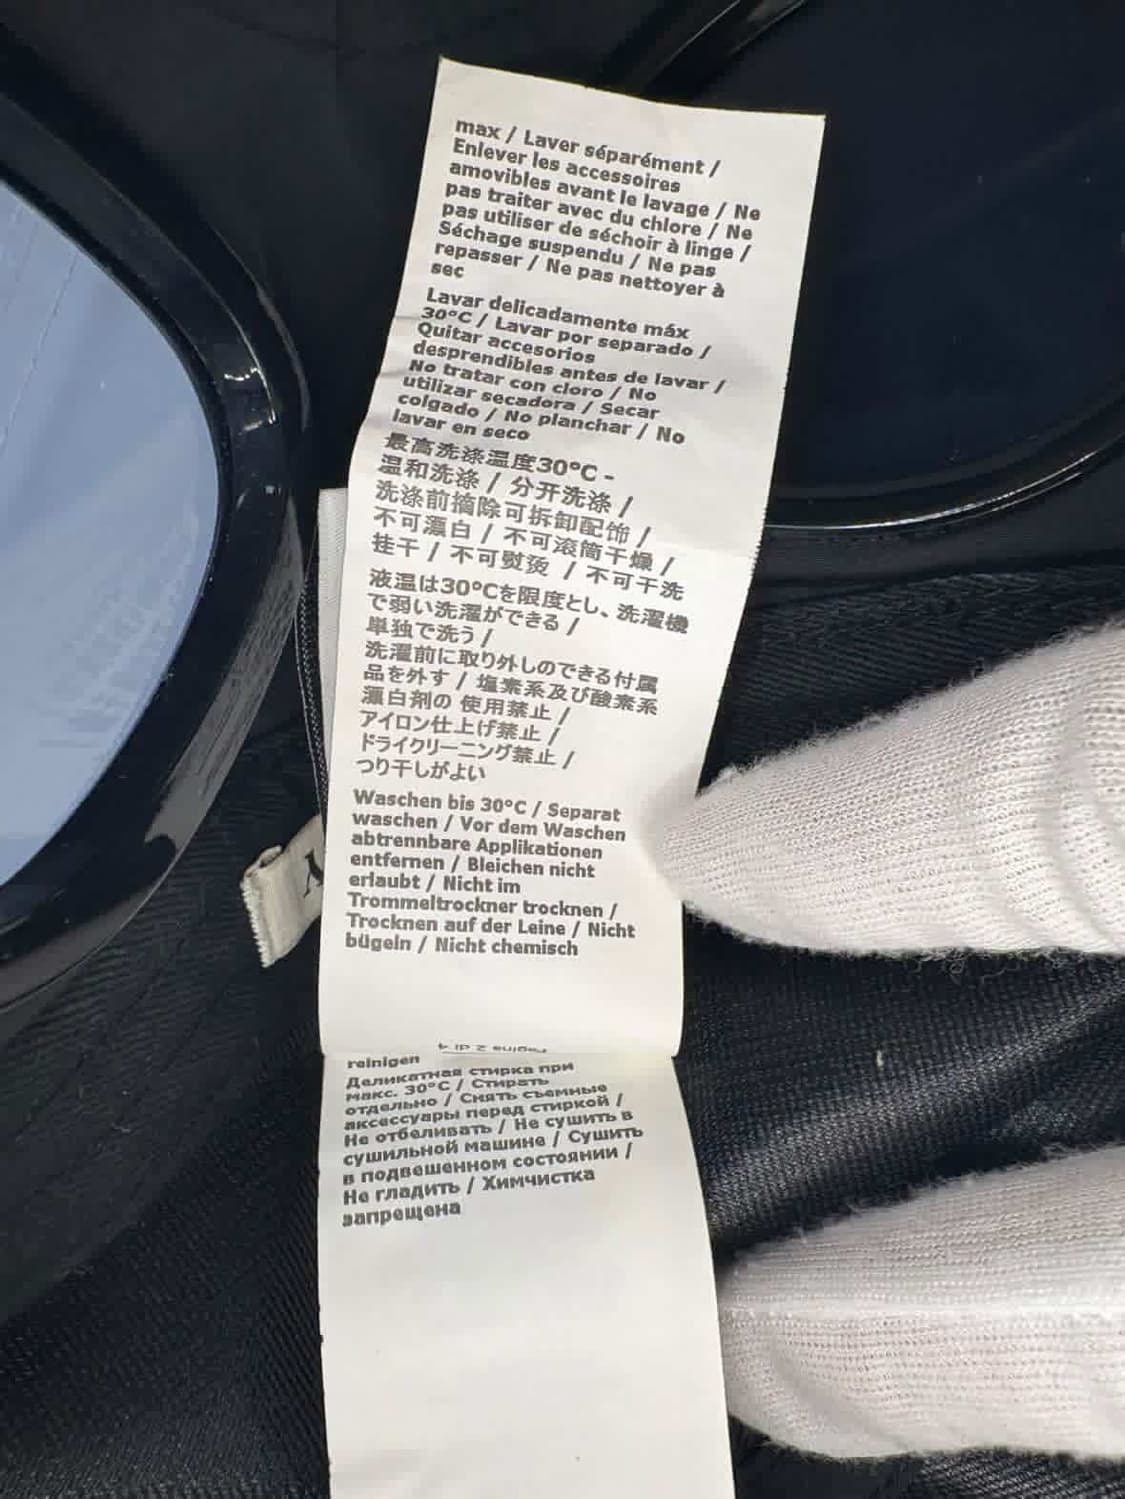 max / Laver séparément /
Enlever les accessoires
amovibles avant le lavage / Ne
pas traiter avec du chlore / Ne
pas utiliser de séchoir à linge /
Séchage suspendu / Ne pas
repasser / Ne pas nettoyer à
sec
Lavar delicadamente máx
30°C / Lavar por separado /
Quitar accesorios
desprendibles antes de lavar /
No tratar con cloro / No
utilizar secadora / Secar
colgado / No planchar / No
lavar en seco
最高洗涤温度30°C -
温和洗涤 / 分开洗涤 /
洗涤前摘除可拆卸配饰 /
不可漂白 / 不可滚筒干燥 /
挂干 / 不可熨烫 / 不可干洗
液温は30°Cを限度とし、洗濯機
で弱い洗濯ができる /
単独で洗う /
洗濯前に取り外しのできる付属
品を外す / 塩素系及び酸素系
漂白剤の 使用禁止 /
アイロン仕上げ禁止 /
ドライクリーニング禁止 /
つり干しがよい
Waschen bis 30°C / Separat
waschen / Vor dem Waschen
abtrennbare Applikationen
entfernen / Bleichen nicht
erlaubt / Nicht im
Trommeltrockner trocknen /
Trocknen auf der Leine / Nicht
bügeln / Nicht chemisch
Pagina 2 di 4
reinigen
Деликатная стирка при
макс. 30°C / Стирать
отдельно / Снять съемные
аксессуары перед стиркой /
Не отбеливать / Не сушить в
сушильной машине / Сушить
в подвешенном состоянии /
Не гладить / Химчистка
запрещена